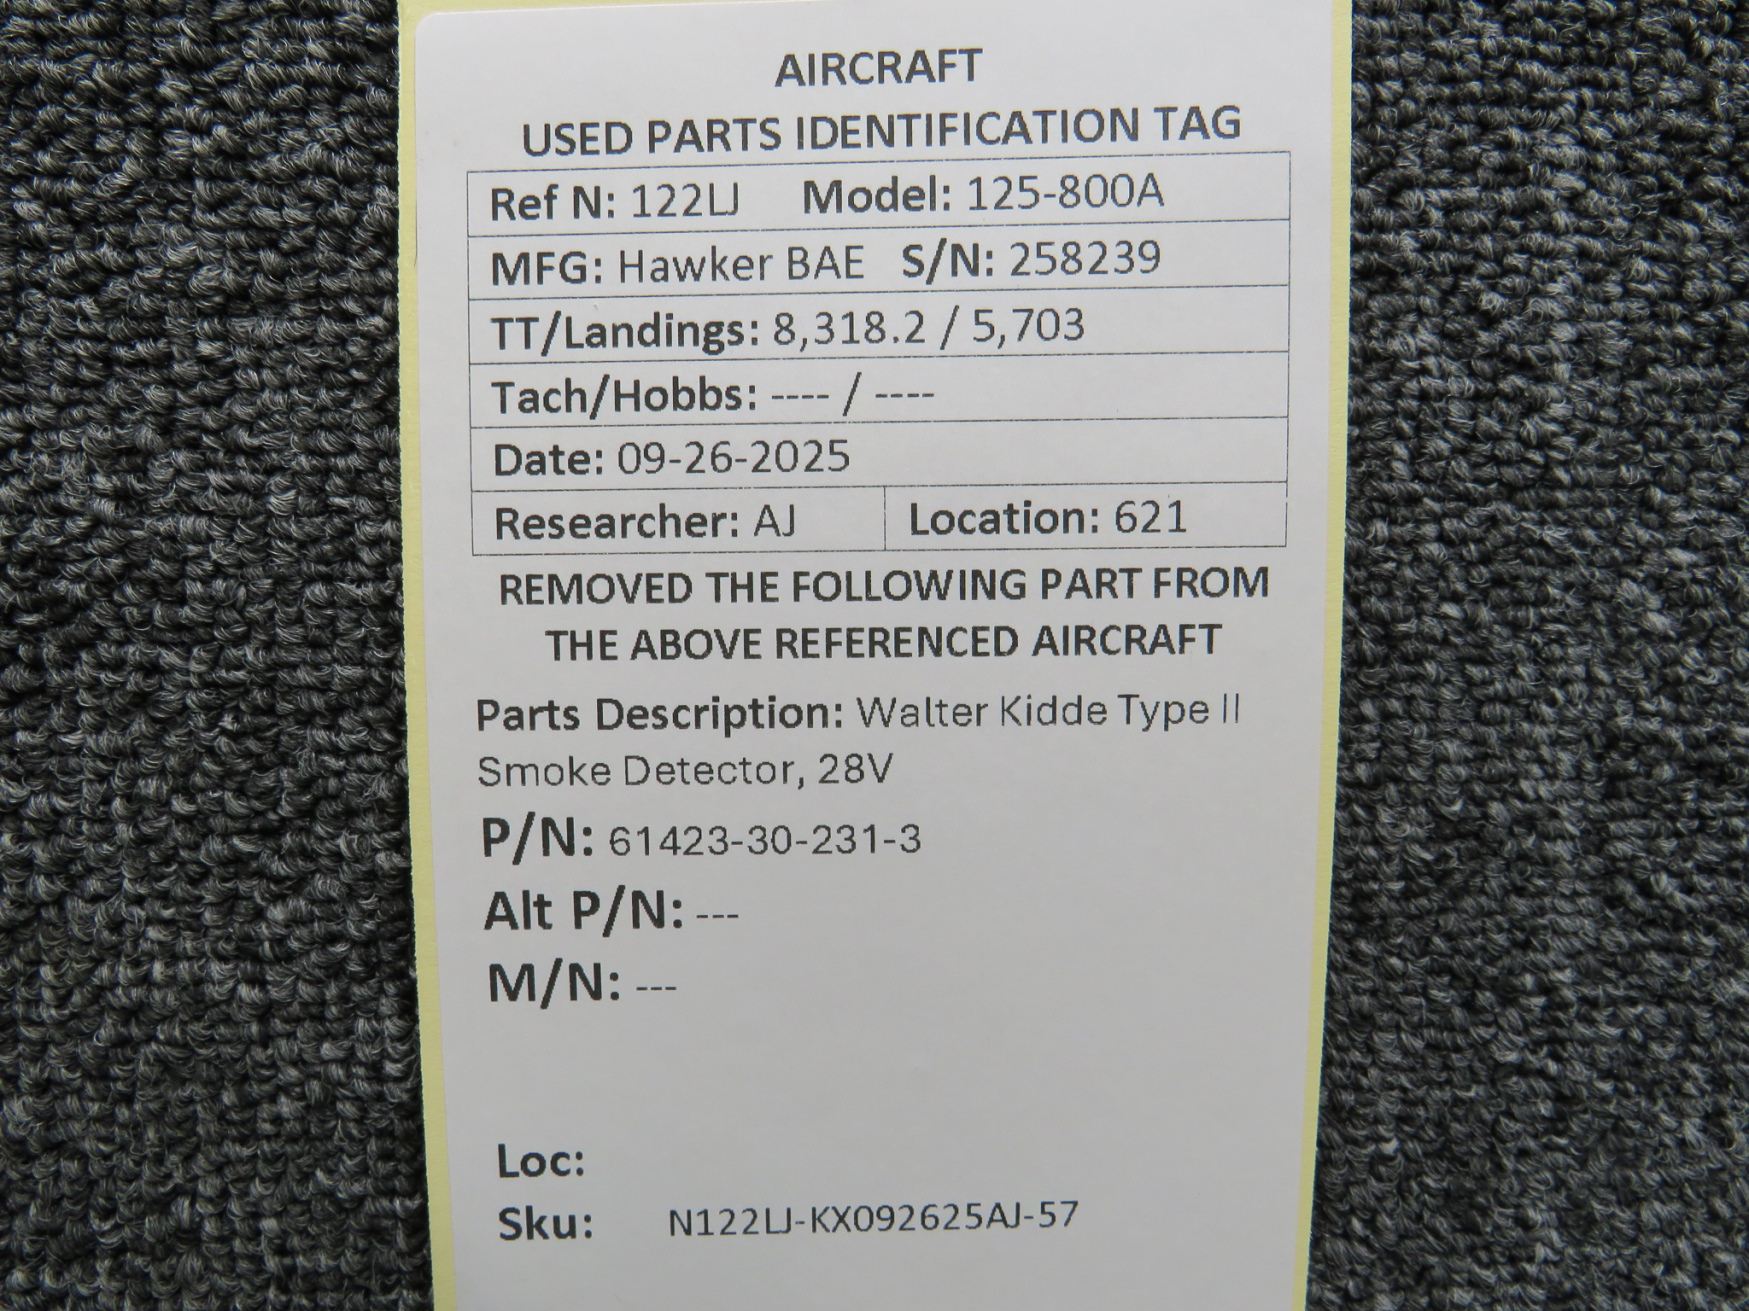 AIRCRAFT
USED PARTS IDENTIFICATION TAG
Ref N: 122LJ Model: 125-800A
MFG: Hawker BAE S/N: 258239
TT/Landings: 8,318.2 / 5,703
Tach/Hobbs: ---- / ----
Date: 09-26-2025
Researcher: AJ Location: 621
REMOVED THE FOLLOWING PART FROM
THE ABOVE REFERENCED AIRCRAFT
Parts Description: Walter Kidde Type II
Smoke Detector, 28V
P/N: 61423-30-231-3
Alt P/N: ---
M/N: ---
Loc:
Sku: N122LJ-KX092625AJ-57